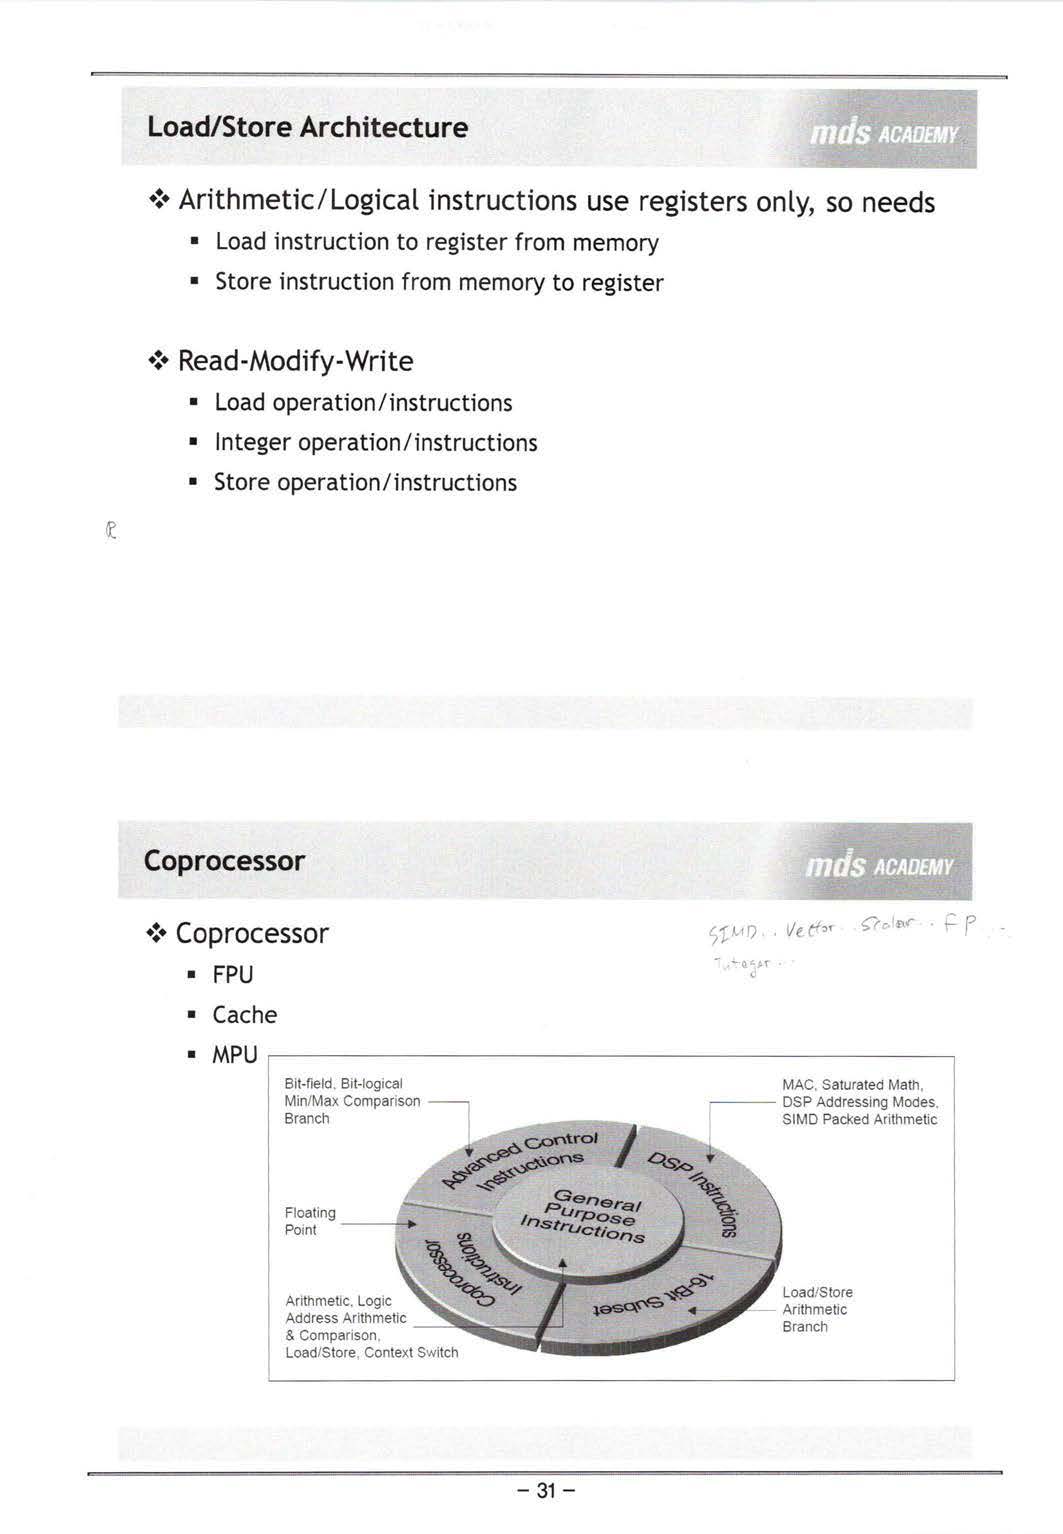 Load/Store Architecture
mds ACADEMY
❖ Arithmetic/Logical instructions use registers only, so needs
▪ Load instruction to register from memory
▪ Store instruction from memory to register
❖ Read-Modify-Write
▪ Load operation/instructions
▪ Integer operation/instructions
▪ Store operation/instructions
Coprocessor
mds ACADEMY
❖ Coprocessor
SIMD.. Vector.. Scalar.. FP ...
Integer...
▪ FPU
▪ Cache
▪ MPU
Bit-field, Bit-logical
Min/Max Comparison
Branch
MAC, Saturated Math,
DSP Addressing Modes,
SIMD Packed Arithmetic
Advanced Control
Instructions
DSP Instructions
General
Purpose
Instructions
Floating
Point
Coprocessor
Instructions
16-Bit Subset
Arithmetic, Logic
Address Arithmetic
& Comparison,
Load/Store, Context Switch
Load/Store
Arithmetic
Branch
– 31 –